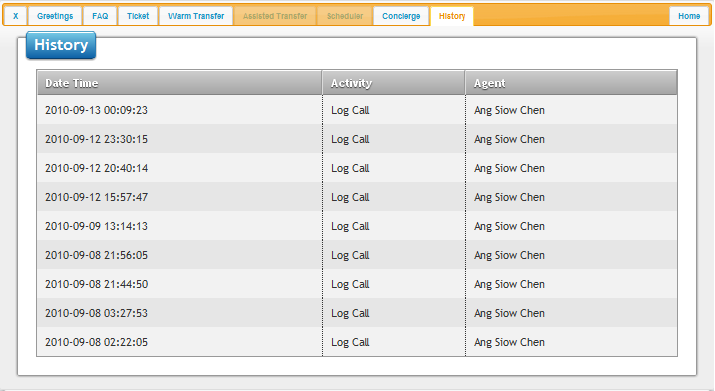 X Greetings FAQ Ticket Warm Transfer Assisted Transfer Scheduler Concierge History Home
History
Date Time Activity Agent
2010-09-13 00:09:23 Log Call Ang Siow Chen
2010-09-12 23:30:15 Log Call Ang Siow Chen
2010-09-12 20:40:14 Log Call Ang Siow Chen
2010-09-12 15:57:47 Log Call Ang Siow Chen
2010-09-09 13:14:13 Log Call Ang Siow Chen
2010-09-08 21:56:05 Log Call Ang Siow Chen
2010-09-08 21:44:50 Log Call Ang Siow Chen
2010-09-08 03:27:53 Log Call Ang Siow Chen
2010-09-08 02:22:05 Log Call Ang Siow Chen